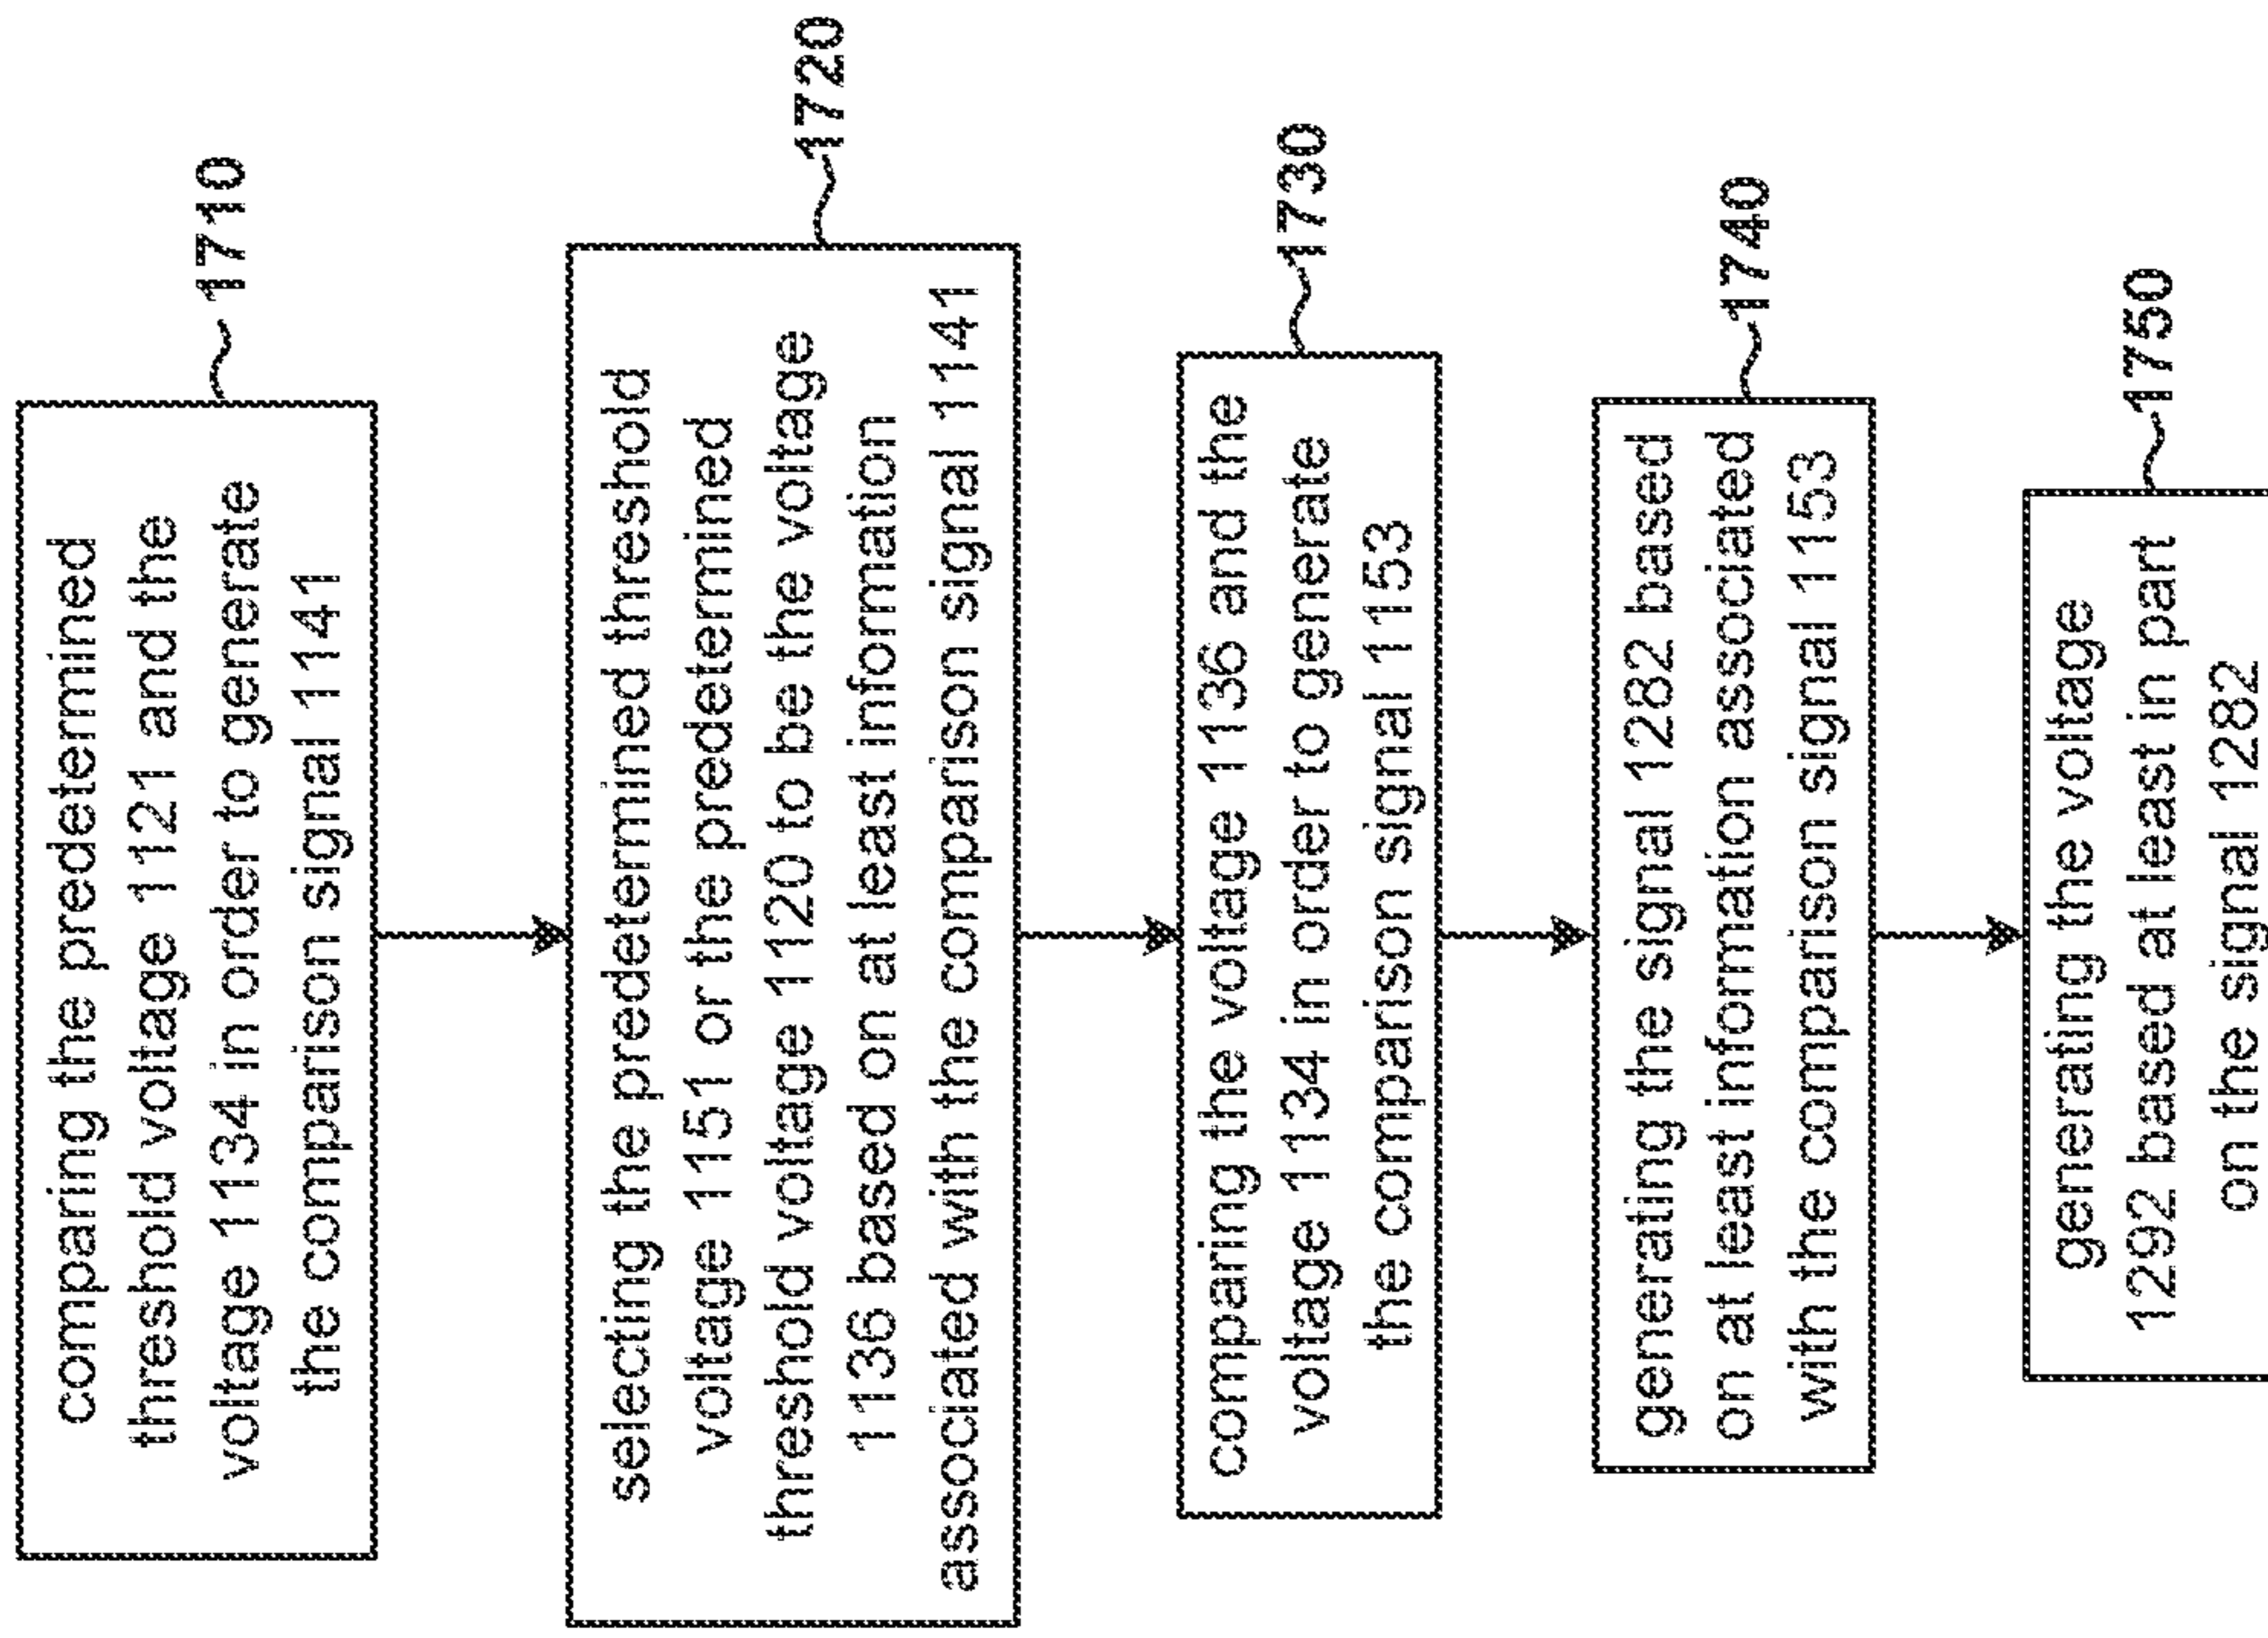 comparing the predetermined
threshold voltage 1121 and the
voltage 1134 in order to generate
the comparison signal 1141
1710
selecting the predetermined threshold
voltage 1151 or the predetermined
threshold voltage 1120 to be the voltage
1136 based on at least information
associated with the comparison signal 1141
1720
comparing the voltage 1136 and the
voltage 1134 in order to generate
the comparison signal 1153
1730
generating the signal 1282 based
on at least information associated
with the comparison signal 1153
1740
generating the voltage
1292 based at least in part
on the signal 1282
1750